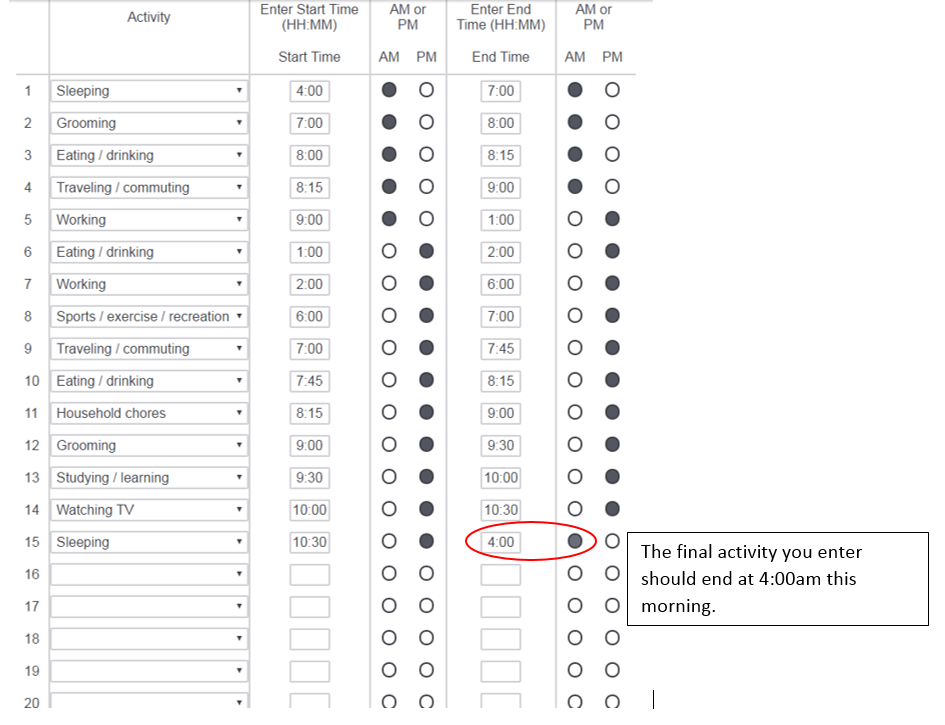 Activity Enter Start Time (HH:MM) AM or PM Enter End Time (HH:MM) AM or PM
Start Time AM PM End Time AM PM
1 Sleeping 4:00 7:00
2 Grooming 7:00 8:00
3 Eating / drinking 8:00 8:15
4 Traveling / commuting 8:15 9:00
5 Working 9:00 1:00
6 Eating / drinking 1:00 2:00
7 Working 2:00 6:00
8 Sports / exercise / recreation 6:00 7:00
9 Traveling / commuting 7:00 7:45
10 Eating / drinking 7:45 8:15
11 Household chores 8:15 9:00
12 Grooming 9:00 9:30
13 Studying / learning 9:30 10:00
14 Watching TV 10:00 10:30
15 Sleeping 10:30 4:00
The final activity you enter
should end at 4:00am this
morning.
16
17
18
19
20